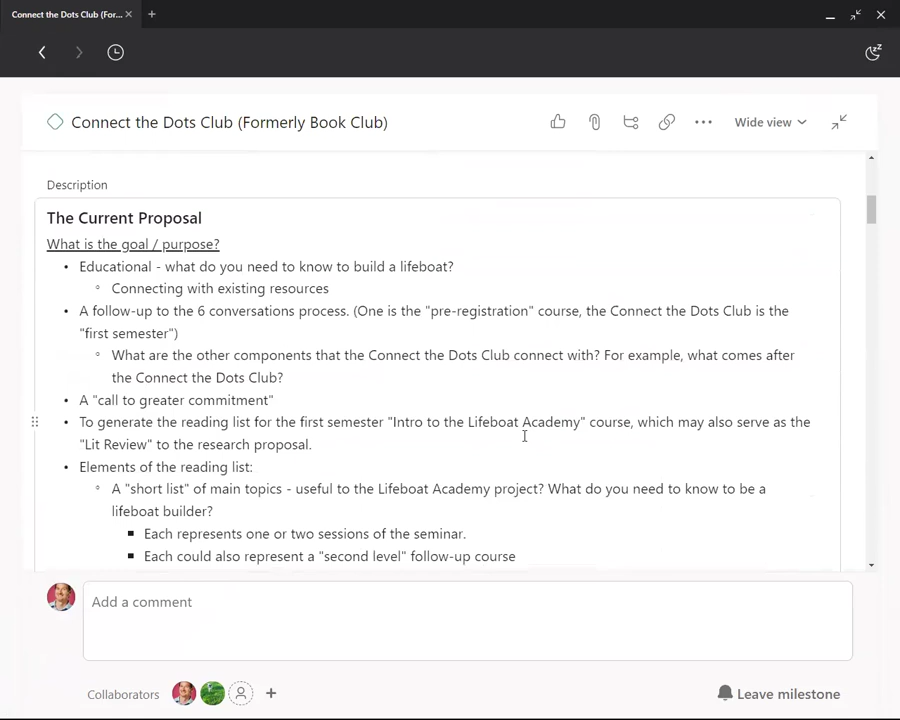 Connect the Dots Club (For...
Connect the Dots Club (Formerly Book Club)
Wide view
Description
The Current Proposal
What is the goal / purpose?
Educational - what do you need to know to build a lifeboat?
Connecting with existing resources
A follow-up to the 6 conversations process. (One is the "pre-registration" course, the Connect the Dots Club is the
"first semester")
What are the other components that the Connect the Dots Club connect with? For example, what comes after
the Connect the Dots Club?
A "call to greater commitment"
To generate the reading list for the first semester "Intro to the Lifeboat Academy" course, which may also serve as the
"Lit Review" to the research proposal.
Elements of the reading list:
A "short list" of main topics - useful to the Lifeboat Academy project? What do you need to know to be a
lifeboat builder?
Each represents one or two sessions of the seminar.
Each could also represent a "second level" follow-up course
Add a comment
Collaborators
Leave milestone